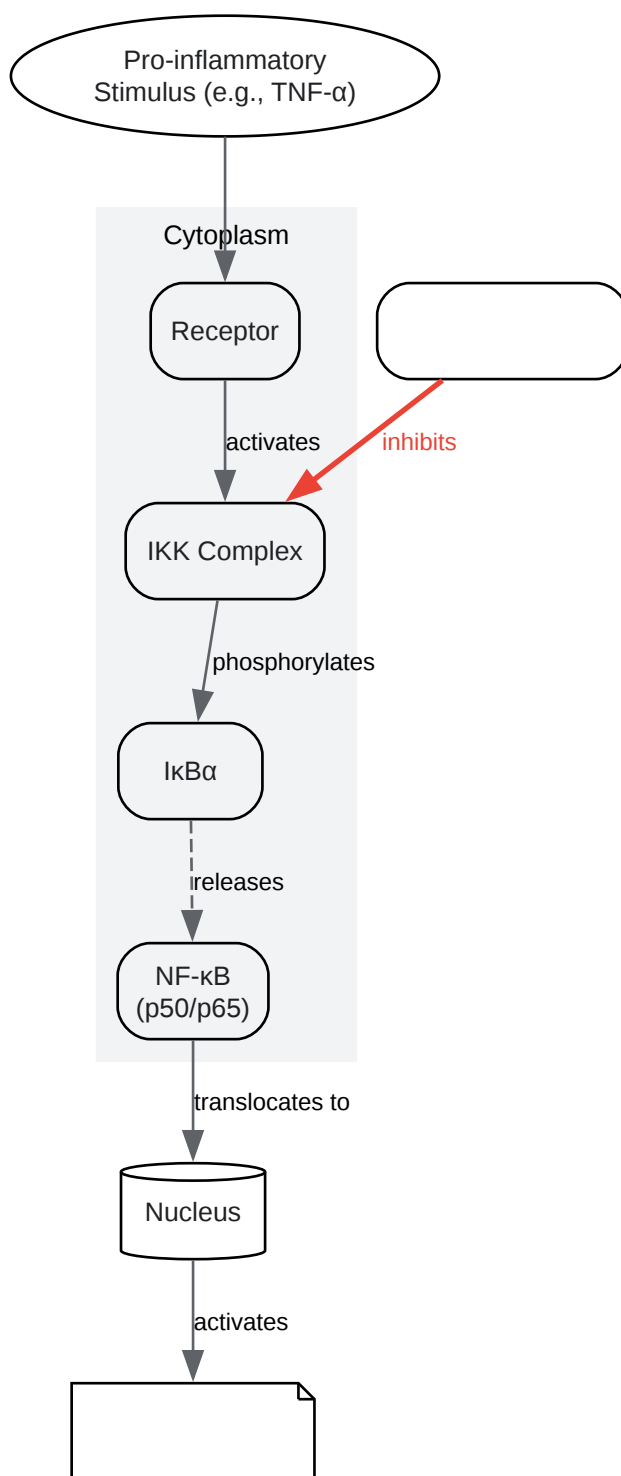 Pro-inflammatory
Stimulus (e.g., TNF-α)
Cytoplasm
Receptor
activates
inhibits
IKK Complex
phosphorylates
IκBα
releases
NF-κB
(p50/p65)
translocates to
Nucleus
activates